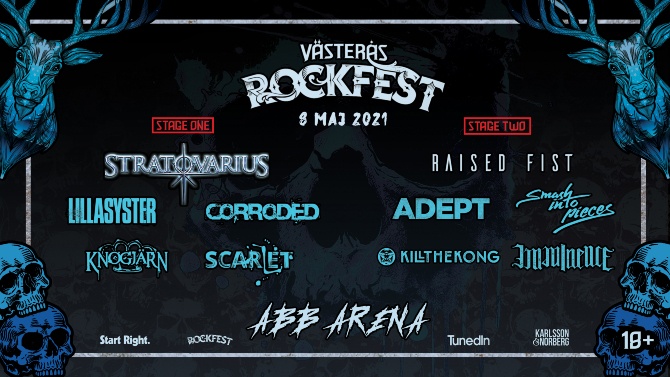 VÄSTERÅS
ROCKFEST
8 MAJ 2021
STAGE ONE
STRATOVARIUS
LILLASYSTER CORRODED
KNOGJÄRN SCARLET
STAGE TWO
RAISED FIST
ADEPT Smash into pieces
KILLTHEKONG Imminence
ABB ARENA
Start Right. ROCKFEST TunedIn KARLSSON & NORBERG 18+